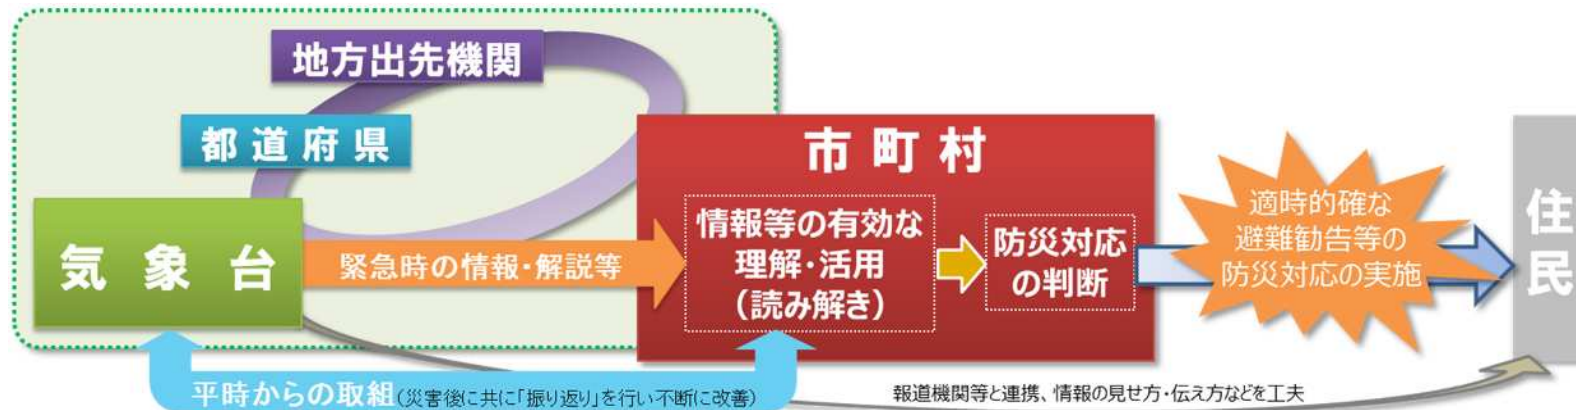 地方出先機関
都道府県
気象台
緊急時の情報・解説等
市町村
情報等の有効な
理解・活用
(読み解き)
防災対応
の判断
適時的確な
避難勧告等の
防災対応の実施
住民
平時からの取組(災害後に共に「振り返り」を行い不断に改善)
報道機関等と連携、情報の見せ方・伝え方などを工夫